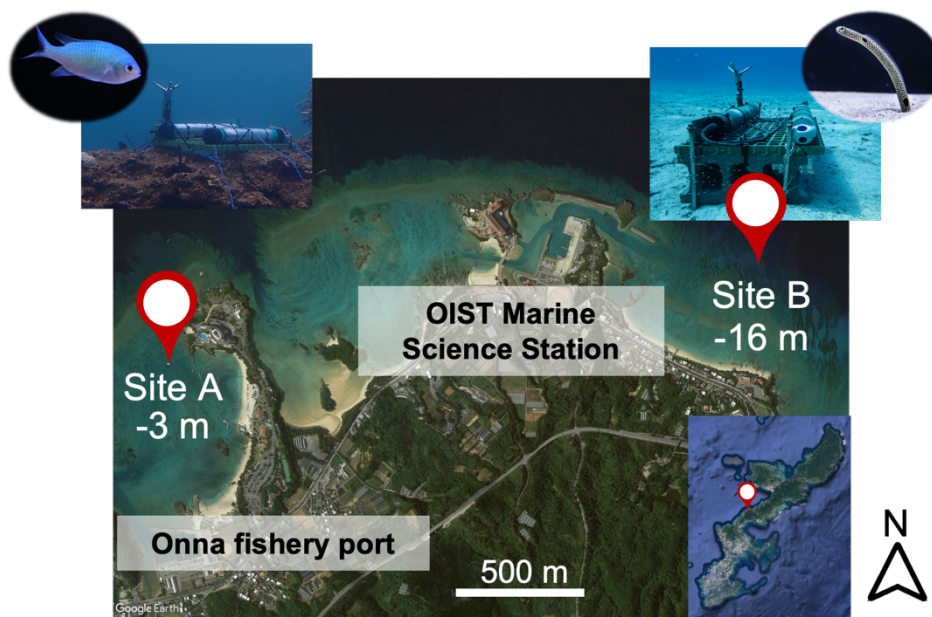 OIST Marine
Science Station
Site B
-16 m
Site A
-3 m
Onna fishery port
500 m
N
Google Earth